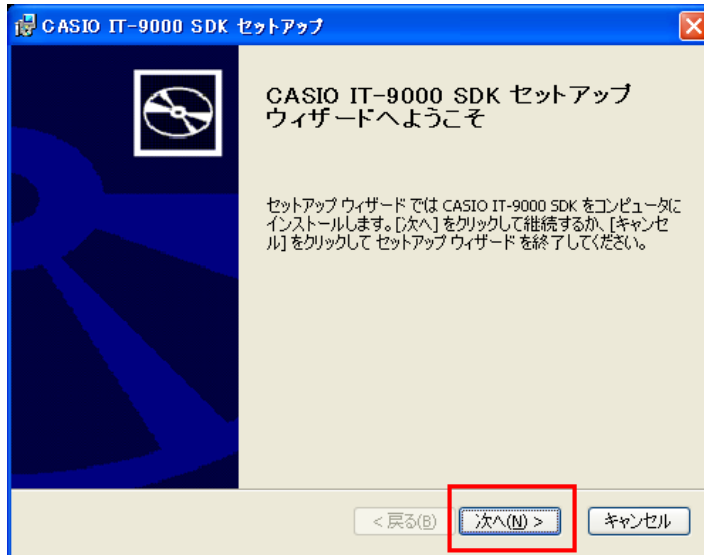 CASIO IT-9000 SDK セットアップ
CASIO IT-9000 SDK セットアップ
ウィザードへようこそ
セットアップ ウィザード では CASIO IT-9000 SDK をコンピュータに
インストールします。[次へ] をクリックして継続するか、[キャンセ
ル] をクリックして セットアップ ウィザード を終了してください。
< 戻る(B)
次へ(N) >
キャンセル